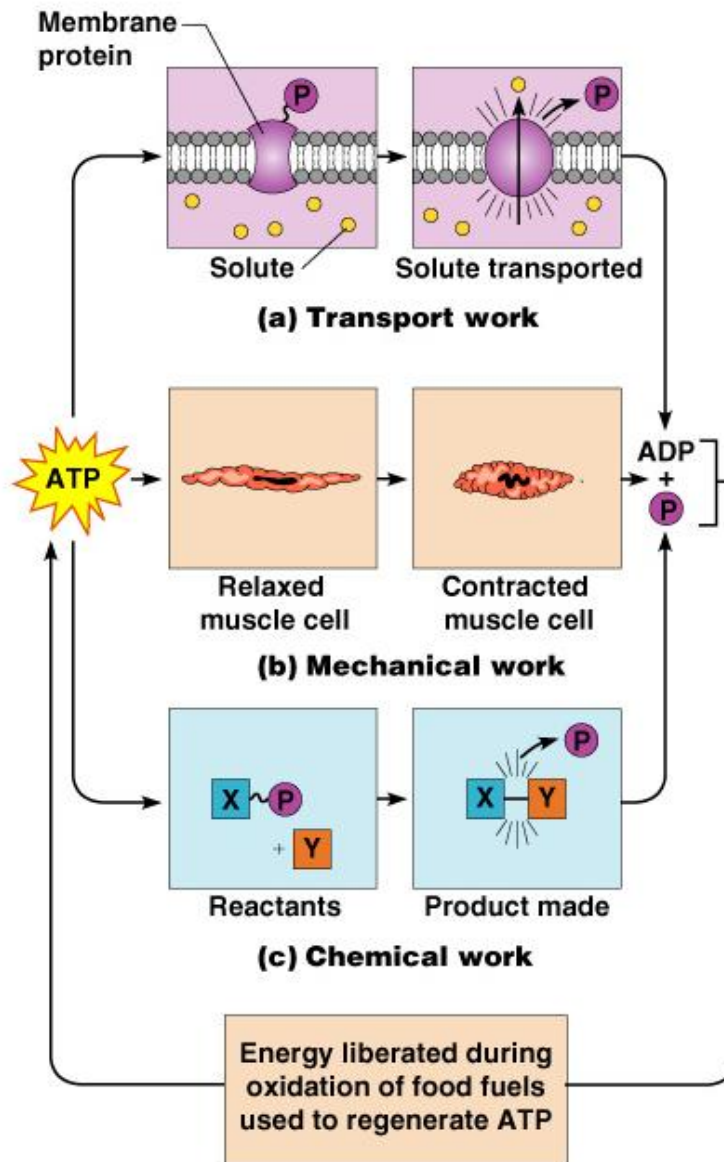 Membrane
protein
P
P
Solute
Solute transported
(a) Transport work
ATP
ADP
+
P
Relaxed
muscle cell
Contracted
muscle cell
(b) Mechanical work
P
X
P
+
Y
X
Y
Reactants
Product made
(c) Chemical work
Energy liberated during
oxidation of food fuels
used to regenerate ATP